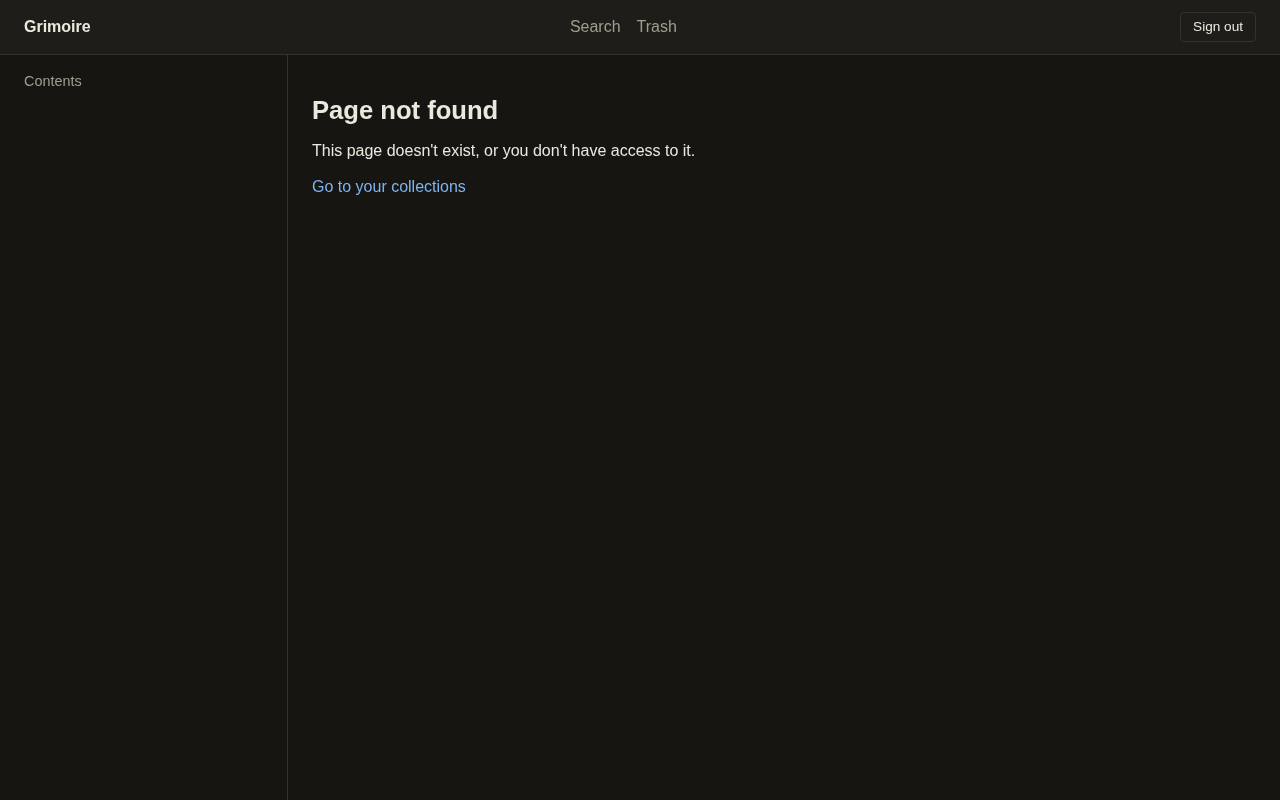 Grimoire
Search
Trash
Sign out
Contents
Page not found
This page doesn't exist, or you don't have access to it.
Go to your collections